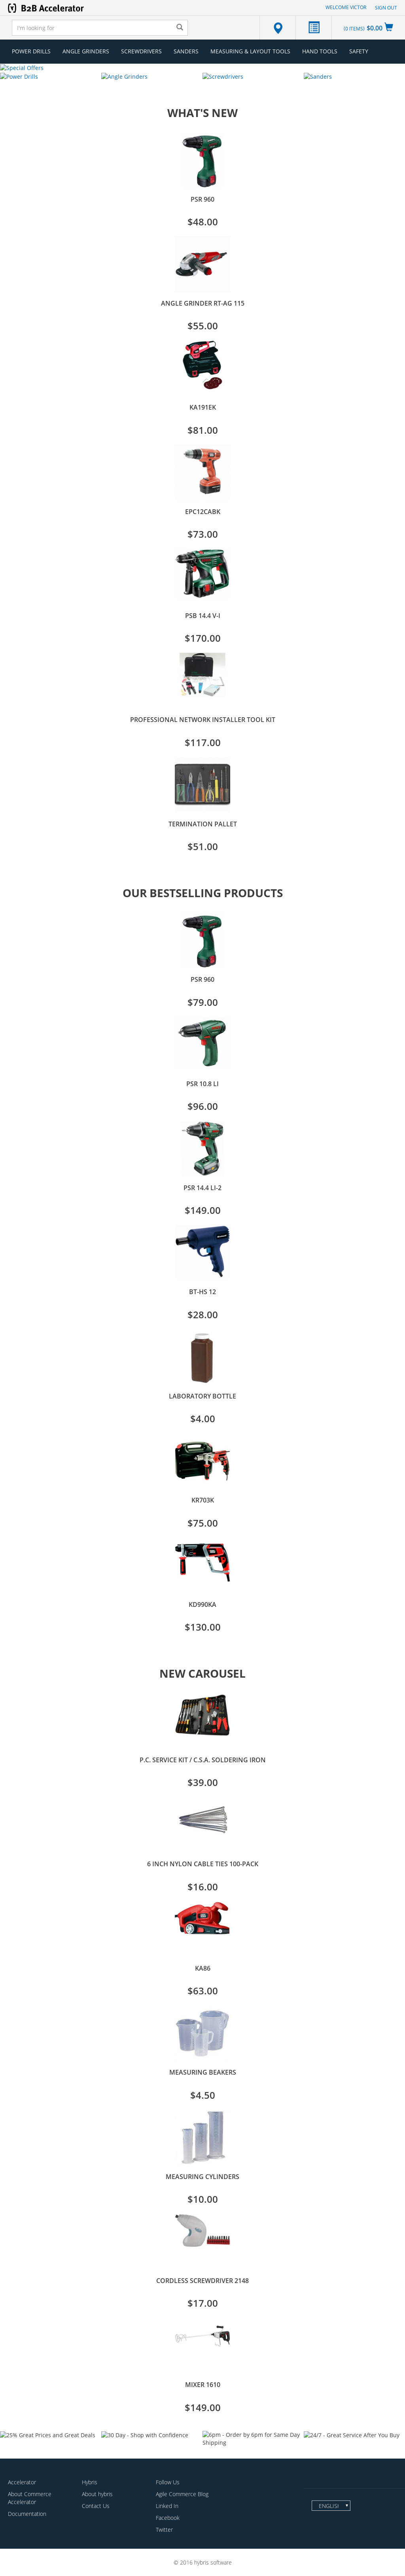 B2B Accelerator
WELCOME VICTOR
SIGN OUT
I'm looking for
(0 ITEMS) $0.00
POWER DRILLS
ANGLE GRINDERS
SCREWDRIVERS
SANDERS
MEASURING & LAYOUT TOOLS
HAND TOOLS
SAFETY
Special Offers
Power Drills
Angle Grinders
Screwdrivers
Sanders
WHAT'S NEW
PSR 960
$48.00
ANGLE GRINDER RT-AG 115
$55.00
KA191EK
$81.00
EPC12CABK
$73.00
PSB 14.4 V-I
$170.00
PROFESSIONAL NETWORK INSTALLER TOOL KIT
$117.00
TERMINATION PALLET
$51.00
OUR BESTSELLING PRODUCTS
PSR 960
$79.00
PSR 10.8 LI
$96.00
PSR 14.4 LI-2
$149.00
BT-HS 12
$28.00
LABORATORY BOTTLE
$4.00
KR703K
$75.00
KD990KA
$130.00
NEW CAROUSEL
P.C. SERVICE KIT / C.S.A. SOLDERING IRON
$39.00
6 INCH NYLON CABLE TIES 100-PACK
$16.00
KA86
$63.00
MEASURING BEAKERS
$4.50
MEASURING CYLINDERS
$10.00
CORDLESS SCREWDRIVER 2148
$17.00
MIXER 1610
$149.00
25% Great Prices and Great Deals
30 Day - Shop with Confidence
6pm - Order by 6pm for Same Day
Shipping
24/7 - Great Service After You Buy
Accelerator
About Commerce
Accelerator
Documentation
Hybris
About hybris
Contact Us
Follow Us
Agile Commerce Blog
Linked In
Facebook
Twitter
ENGLISI
© 2016 hybris software